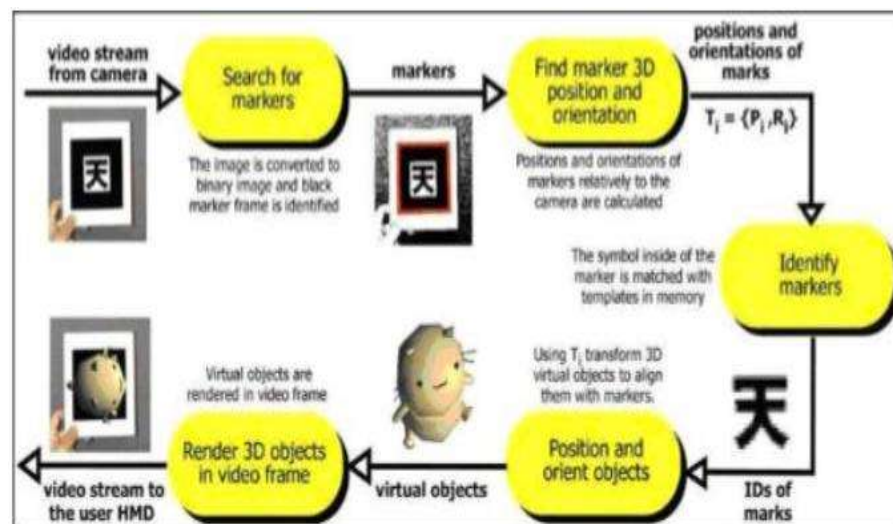 video stream
from camera
Search for
markers
The image is converted to
binary image and black
marker frame is identified
天
markers
天
Find marker 3D
position and
orientation
Positions and orientations of
markers relatively to the
camera are calculated
positions and
orientations of
marks
Ti = {Pi ,Ri}
Identify
markers
The symbol inside of the
marker is matched with
templates in memory
天
IDs of
marks
Using Ti transform 3D
virtual objects to align
them with markers.
Position and
orient objects
virtual objects
Virtual objects are
rendered in video frame
Render 3D objects
in video frame
video stream to
the user HMD